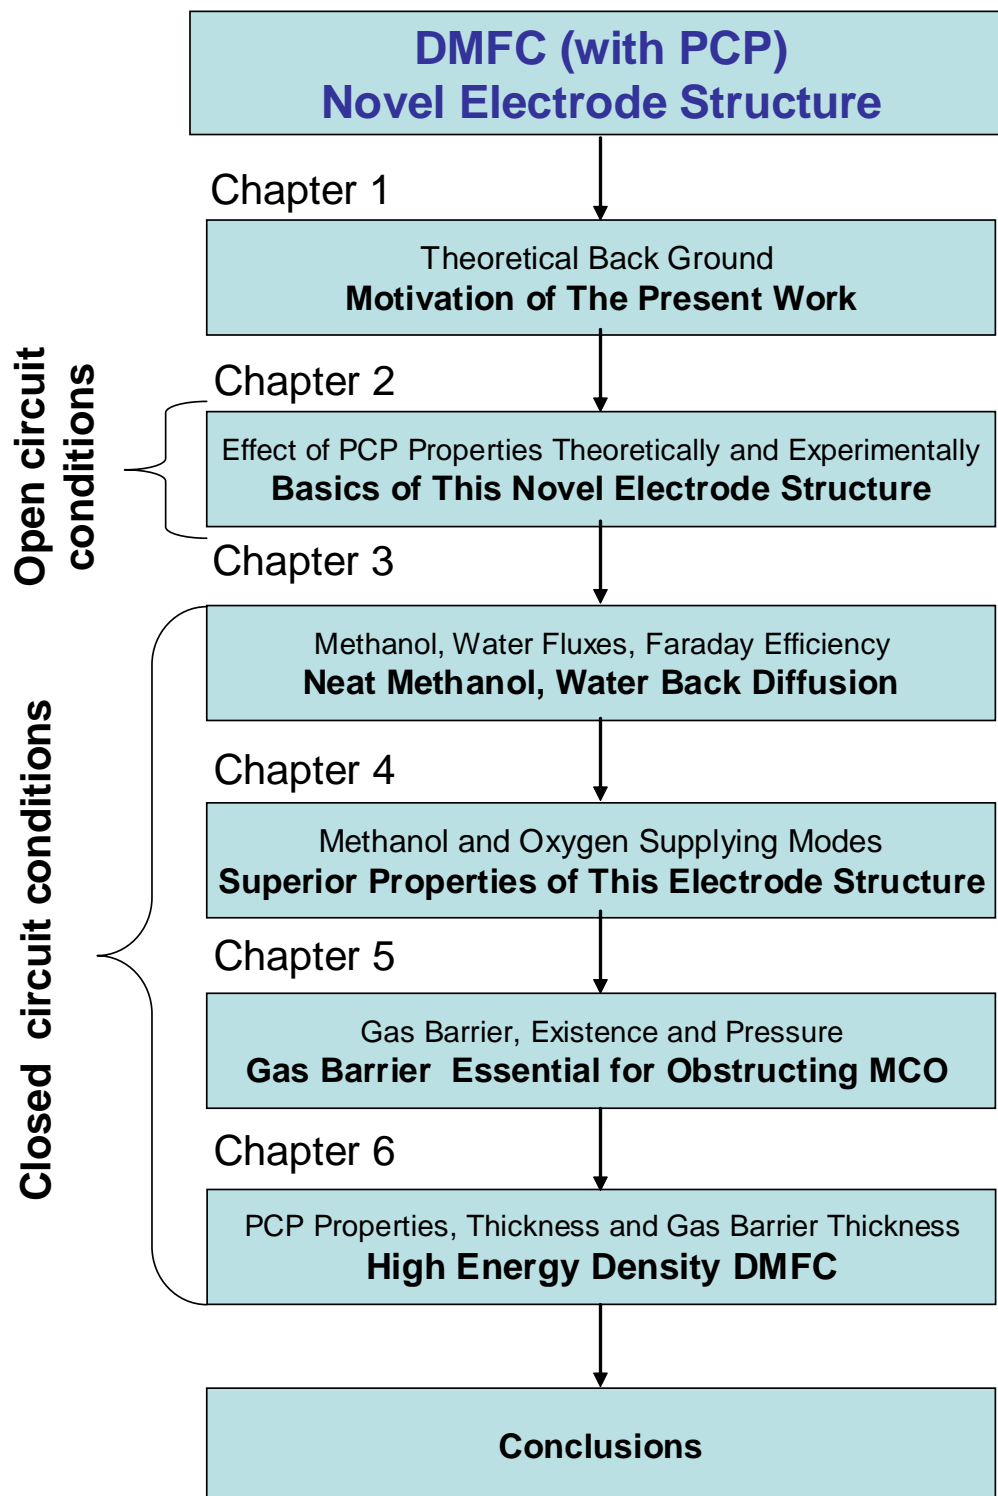 DMFC (with PCP)
Novel Electrode Structure
Chapter 1
Theoretical Back Ground
Motivation of The Present Work
Chapter 2
Open circuit
conditions
Effect of PCP Properties Theoretically and Experimentally
Basics of This Novel Electrode Structure
Chapter 3
Closed circuit conditions
Methanol, Water Fluxes, Faraday Efficiency
Neat Methanol, Water Back Diffusion
Chapter 4
Methanol and Oxygen Supplying Modes
Superior Properties of This Electrode Structure
Chapter 5
Gas Barrier, Existence and Pressure
Gas Barrier Essential for Obstructing MCO
Chapter 6
PCP Properties, Thickness and Gas Barrier Thickness
High Energy Density DMFC
Conclusions